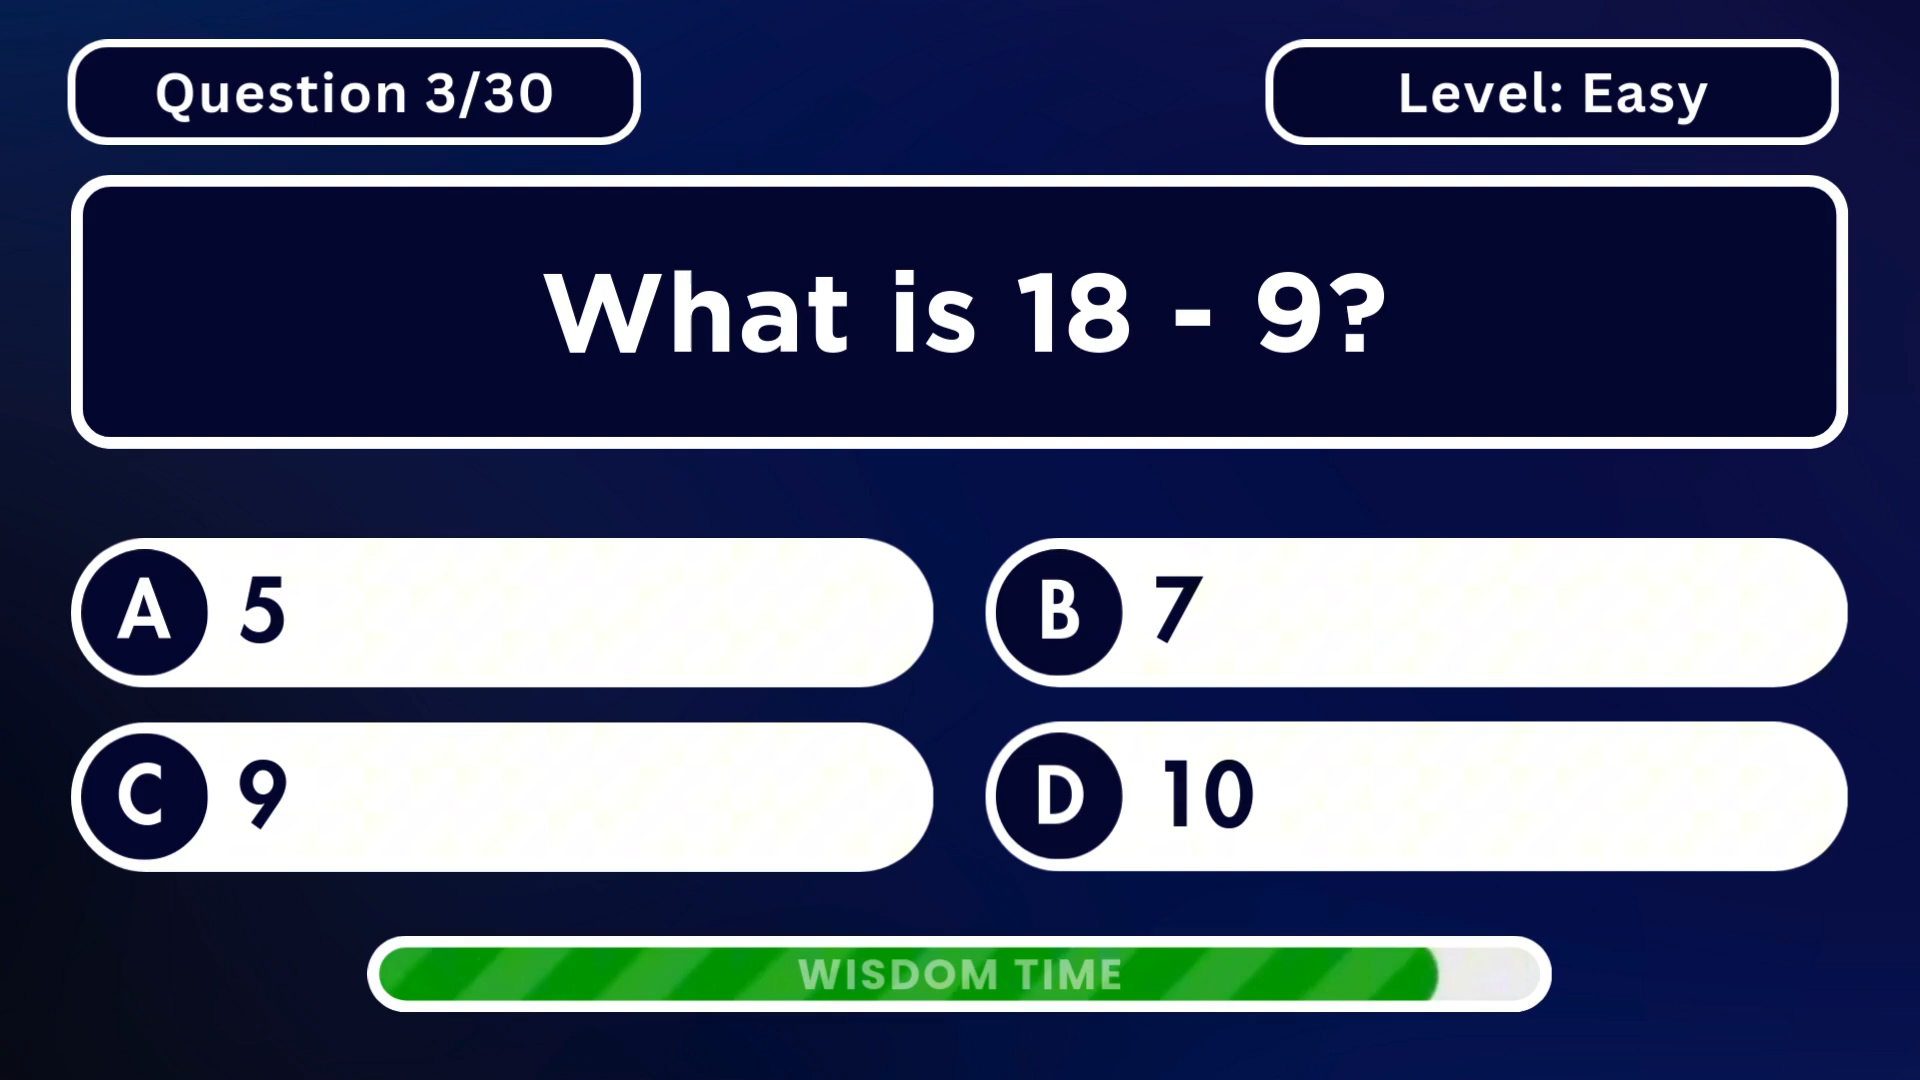 Question 3/30
Level: Easy
What is 18 - 9?
A 5
B 7
C 9
D 10
WISDOM TIME